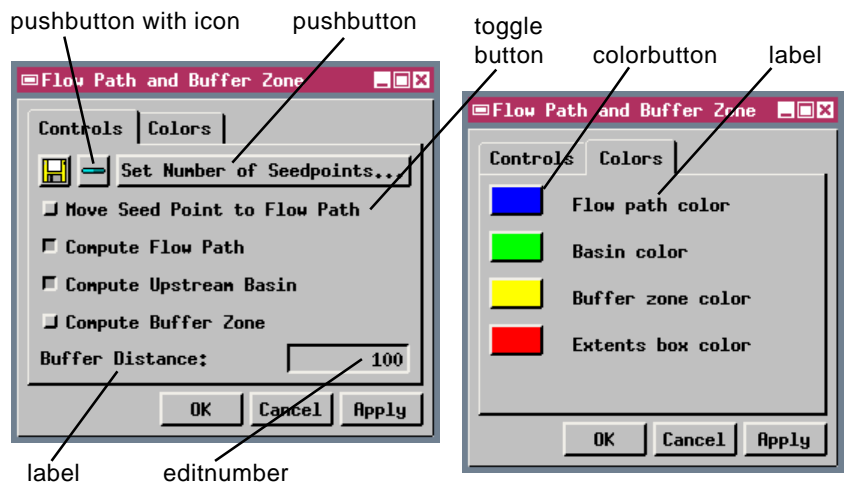 pushbutton with icon
pushbutton
toggle
button
colorbutton
label
Flow Path and Buffer Zone
Controls
Colors
Set Number of Seedpoints...
Move Seed Point to Flow Path
Compute Flow Path
Compute Upstream Basin
Compute Buffer Zone
Buffer Distance:
100
OK
Cancel
Apply
label
editnumber
Flow Path and Buffer Zone
Controls
Colors
Flow path color
Basin color
Buffer zone color
Extents box color
OK
Cancel
Apply